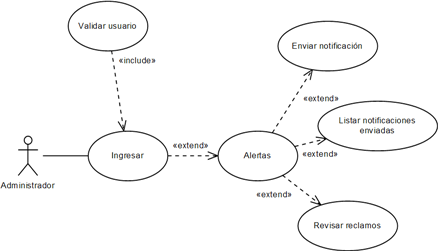 Validar usuario
Enviar notificación
«include»
«extend»
Listar notificaciones
enviadas
Ingresar
«extend»
Alertas
«extend»
Administrador
«extend»
Revisar reclamos